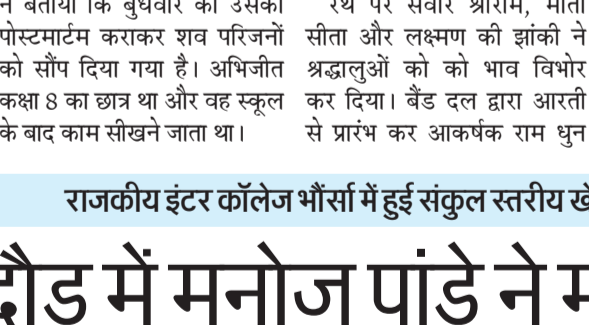 ने बताया कि बुधवार को उसका
पोस्टमार्टम कराकर शव परिजनों
को सौंप दिया गया है। अभिजीत
कक्षा 8 का छात्र था और वह स्कूल
के बाद काम सीखने जाता था।
रथ पर सवार श्रीराम, माता
सीता और लक्ष्मण की झांकी ने
श्रद्धालुओं को को भाव विभोर
कर दिया। बैंड दल द्वारा आरती
से प्रारंभ कर आकर्षक राम धुन
राजकीय इंटर कॉलेज भौंर्सा में हुई संकुल स्तरीय
दौड में मनोज पांडे ने